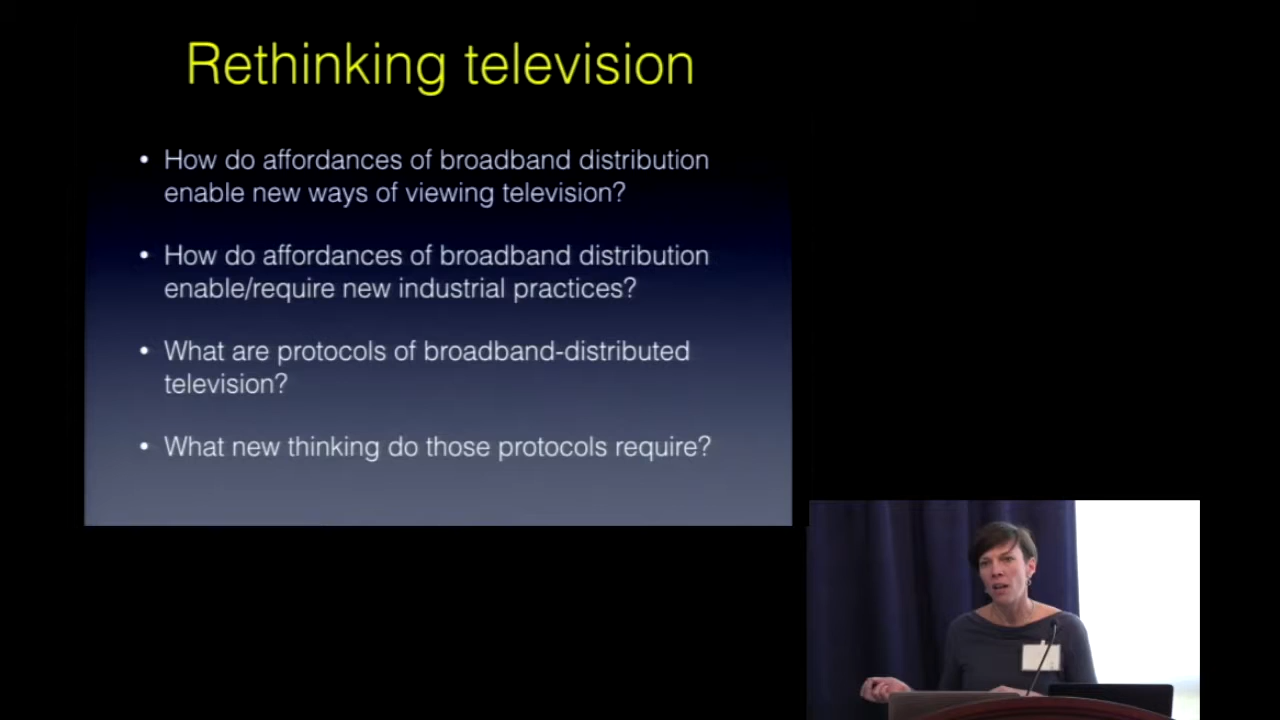 Rethinking television
• How do affordances of broadband distribution
enable new ways of viewing television?
• How do affordances of broadband distribution
enable/require new industrial practices?
• What are protocols of broadband-distributed
television?
• What new thinking do those protocols require?